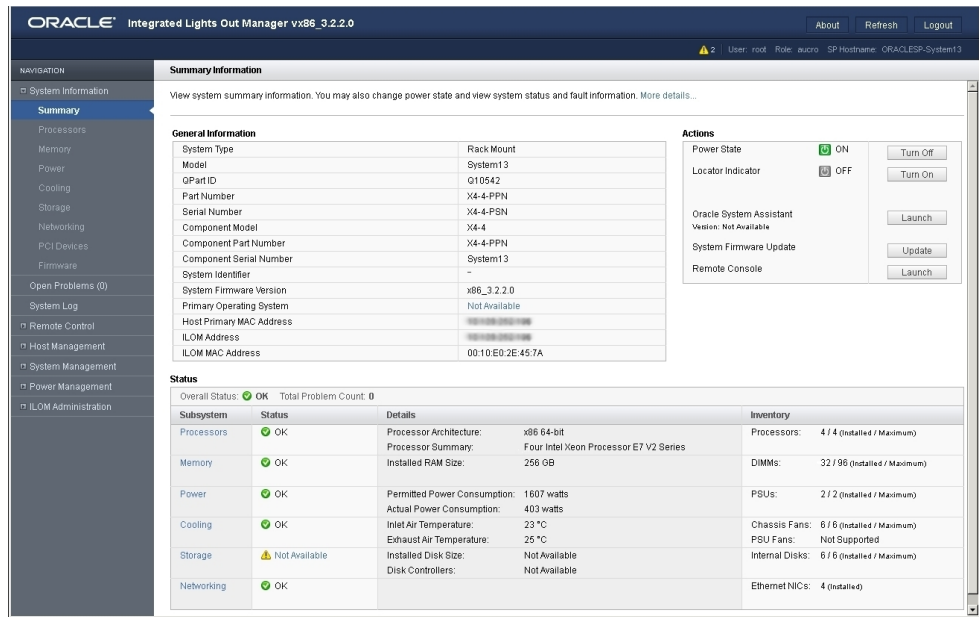 ORACLE Integrated Lights Out Manager vx86_3.2.2.0
About Refresh Logout
2 User: root Role: aucro SP Hostname: ORACLESP-System13
NAVIGATION
System Information
Summary
Processors
Memory
Power
Cooling
Storage
Networking
PCI Devices
Firmware
Open Problems (0)
System Log
Remote Control
Host Management
System Management
Power Management
ILOM Administration
Summary Information
View system summary information. You may also change power state and view system status and fault information. More details...
General Information
System Type Rack Mount
Model System13
QPart ID Q10542
Part Number X4-4-PPN
Serial Number X4-4-PSN
Component Model X4-4
Component Part Number X4-4-PPN
Component Serial Number System13
System Identifier -
System Firmware Version x86_3.2.2.0
Primary Operating System Not Available
Host Primary MAC Address
ILOM Address
ILOM MAC Address 00:10:E0:2E:45:7A
Actions
Power State ON Turn Off
Locator Indicator OFF Turn On
Oracle System Assistant Launch
Version: Not Available
System Firmware Update Update
Remote Console Launch
Status
Overall Status: OK Total Problem Count: 0
Subsystem Status Details Inventory
Processors OK Processor Architecture: x86 64-bit Processors: 4 / 4 (Installed / Maximum)
Processor Summary: Four Intel Xeon Processor E7 V2 Series
Memory OK Installed RAM Size: 256 GB DIMMs: 32 / 96 (Installed / Maximum)
Power OK Permitted Power Consumption: 1607 watts PSUs: 2 / 2 (Installed / Maximum)
Actual Power Consumption: 403 watts
Cooling OK Inlet Air Temperature: 23 °C Chassis Fans: 6 / 6 (Installed / Maximum)
Exhaust Air Temperature: 25 °C PSU Fans: Not Supported
Storage Not Available Installed Disk Size: Not Available Internal Disks: 6 / 6 (Installed / Maximum)
Disk Controllers: Not Available
Networking OK Ethernet NICs: 4 (Installed)